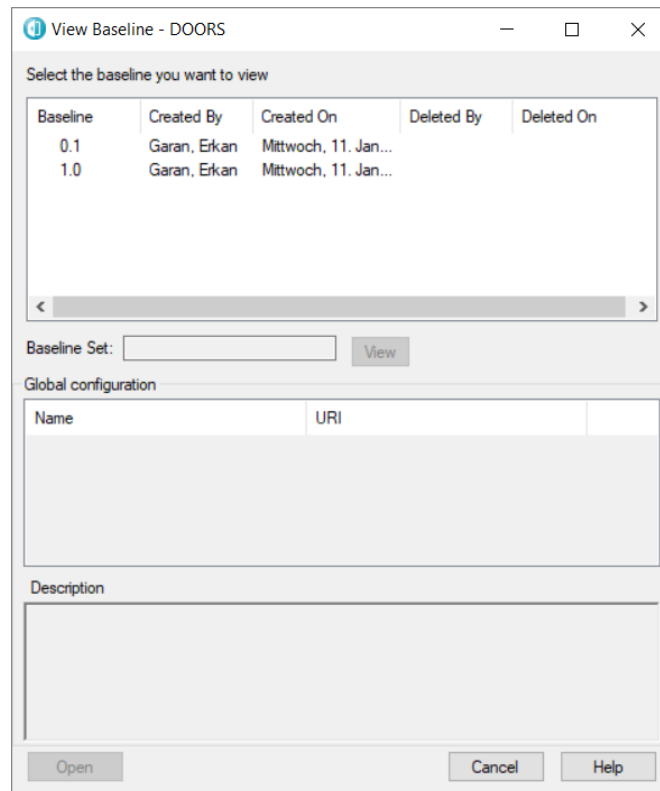 View Baseline - DOORS
Select the baseline you want to view
Baseline Created By Created On Deleted By Deleted On
0.1 Garan, Erkan Mittwoch, 11. Jan...
1.0 Garan, Erkan Mittwoch, 11. Jan...
Baseline Set: View
Global configuration
Name URI
Description
Open Cancel Help